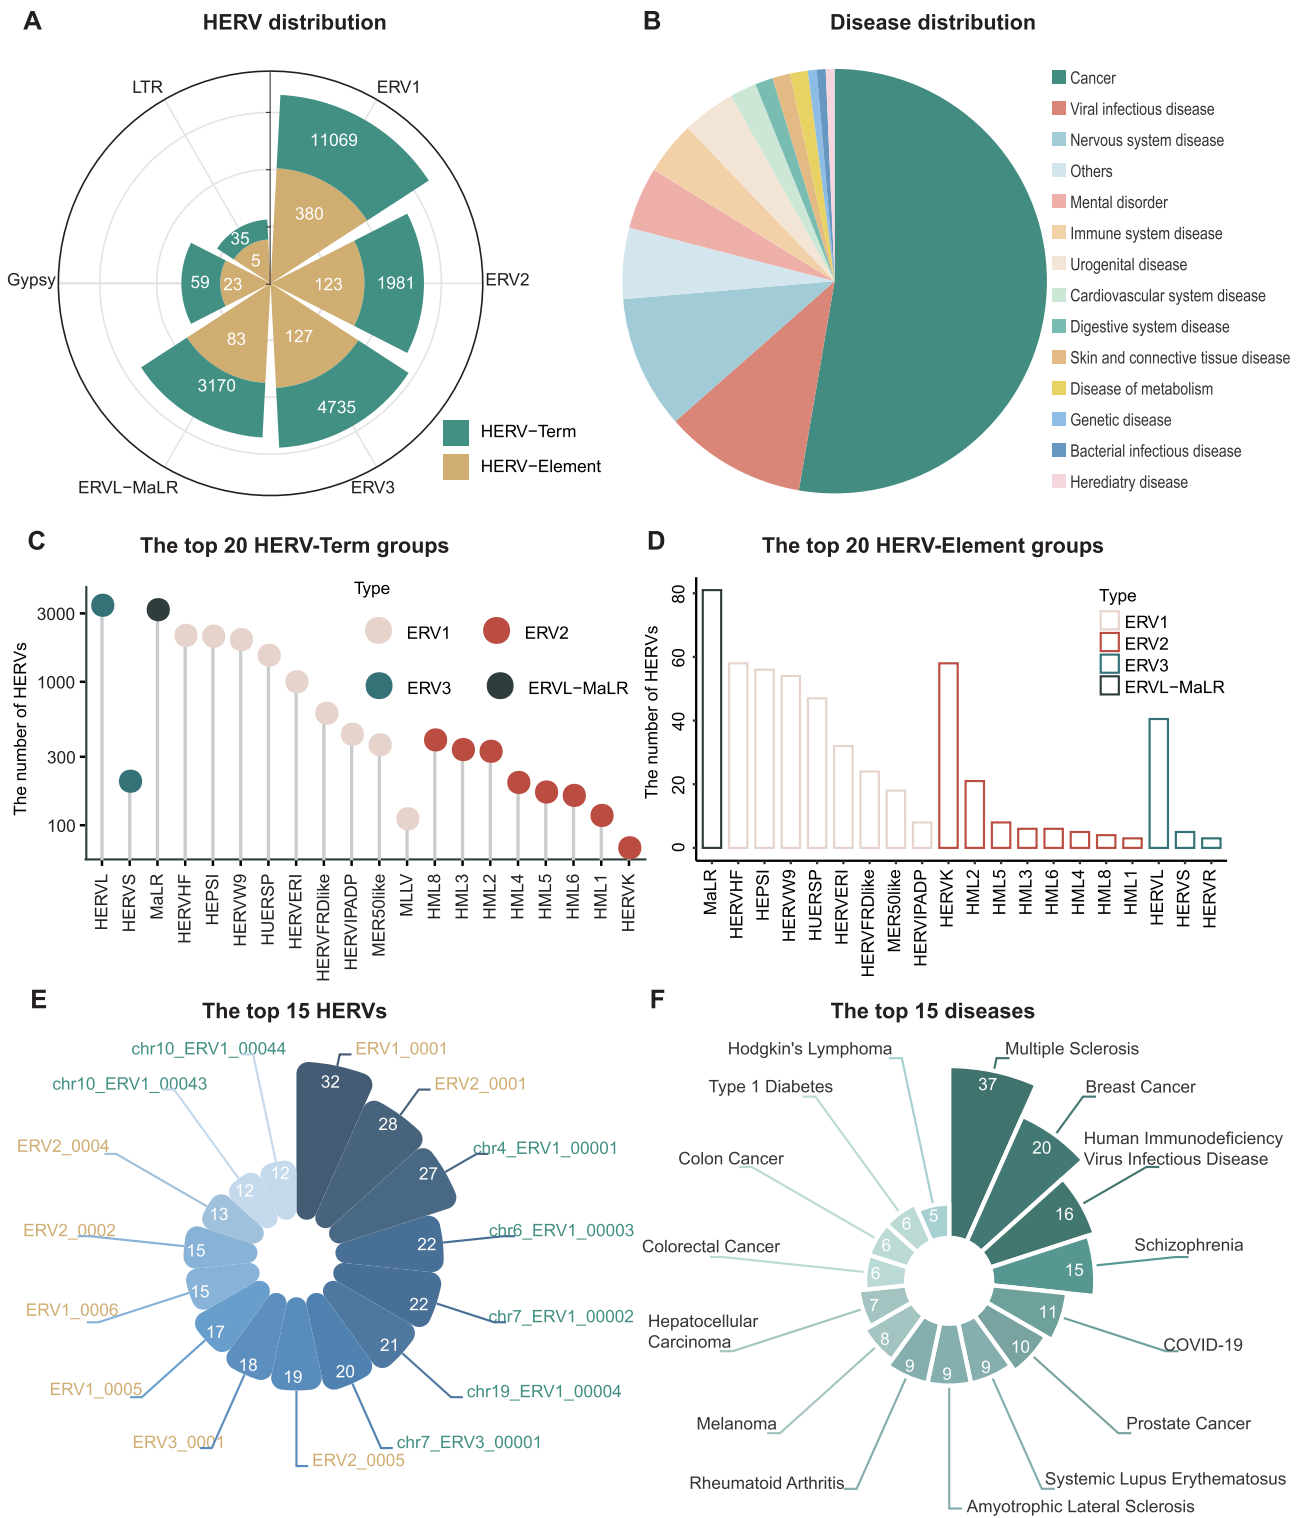 A
HERV distribution
LTR
ERV1
11069
380
35
5
Gypsy
59
23
123
1981
ERV2
83
127
3170
4735
ERVL−MaLR
ERV3
HERV−Term
HERV−Element
B
Disease distribution
Cancer
Viral infectious disease
Nervous system disease
Others
Mental disorder
Immune system disease
Urogenital disease
Cardiovascular system disease
Digestive system disease
Skin and connective tissue disease
Disease of metabolism
Genetic disease
Bacterial infectious disease
Herediatry disease
C
The top 20 HERV-Term groups
The number of HERVs
3000
1000
300
100
Type
ERV1
ERV2
ERV3
ERVL−MaLR
HERVL
HERVS
MaLR
HERVHF
HEPSI
HERVW9
HUERSP
HERVERI
HERVFRDlike
HERVIPADP
MER50like
MLLV
HML8
HML3
HML2
HML4
HML5
HML6
HML1
HERVK
D
The top 20 HERV-Element groups
The number of HERVs
80
60
40
20
0
Type
ERV1
ERV2
ERV3
ERVL−MaLR
MaLR
HERVHF
HEPSI
HERVW9
HUERSP
HERVERI
HERVFRDlike
MER50like
HERVIPADP
HERVK
HML2
HML5
HML3
HML6
HML4
HML8
HML1
HERVL
HERVS
HERVR
E
The top 15 HERVs
chr10_ERV1_00044
ERV1_0001
chr10_ERV1_00043
ERV2_0001
ERV2_0004
chr4_ERV1_00001
ERV2_0002
chr6_ERV1_00003
ERV1_0006
chr7_ERV1_00002
ERV1_0005
chr19_ERV1_00004
ERV3_0001
chr7_ERV3_00001
ERV2_0005
32
28
27
22
22
21
20
19
18
17
15
15
13
12
12
F
The top 15 diseases
Hodgkin's Lymphoma
Multiple Sclerosis
Type 1 Diabetes
Breast Cancer
Human Immunodeficiency
Virus Infectious Disease
Colon Cancer
Colorectal Cancer
Schizophrenia
Hepatocellular
Carcinoma
COVID-19
Melanoma
Prostate Cancer
Rheumatoid Arthritis
Systemic Lupus Erythematosus
Amyotrophic Lateral Sclerosis
37
20
16
15
11
10
9
9
9
8
7
6
6
6
5